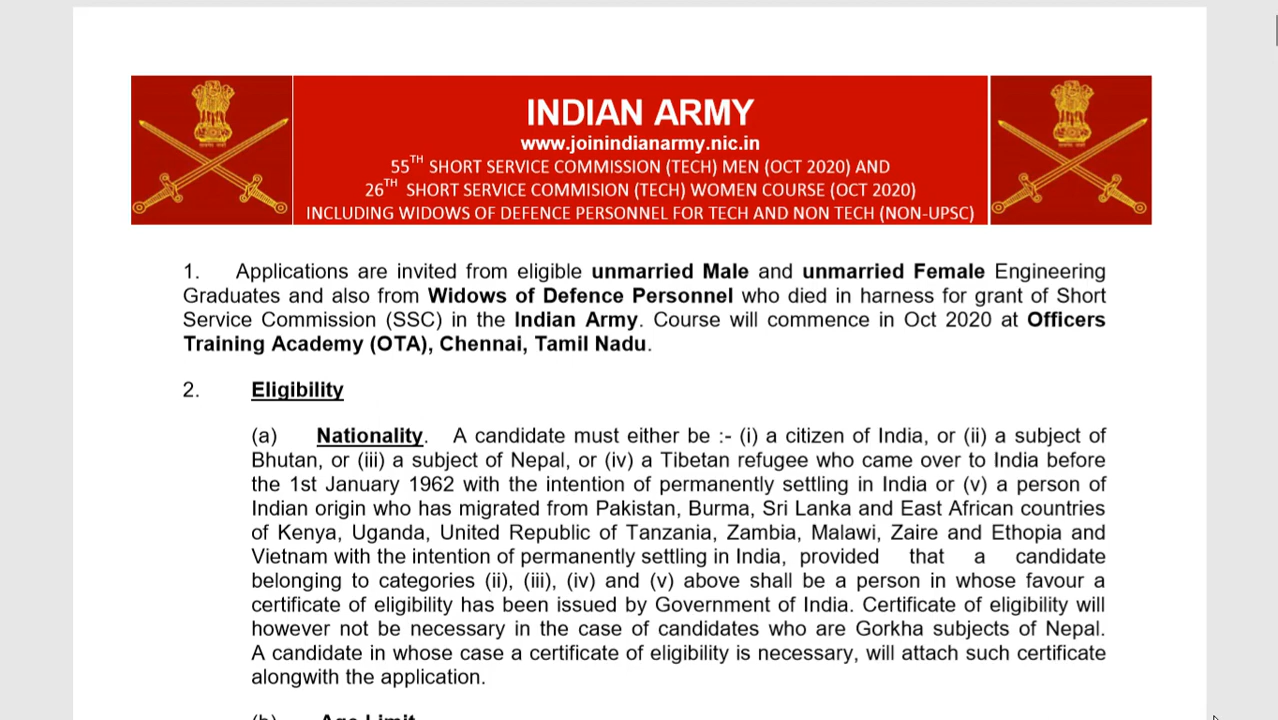 INDIAN ARMY
www.joinindianarmy.nic.in
55TH SHORT SERVICE COMMISSION (TECH) MEN (OCT 2020) AND
26TH SHORT SERVICE COMMISION (TECH) WOMEN COURSE (OCT 2020)
INCLUDING WIDOWS OF DEFENCE PERSONNEL FOR TECH AND NON TECH (NON-UPSC)
1. Applications are invited from eligible unmarried Male and unmarried Female Engineering
Graduates and also from Widows of Defence Personnel who died in harness for grant of Short
Service Commission (SSC) in the Indian Army. Course will commence in Oct 2020 at Officers
Training Academy (OTA), Chennai, Tamil Nadu.
2. Eligibility
(a) Nationality. A candidate must either be :- (i) a citizen of India, or (ii) a subject of
Bhutan, or (iii) a subject of Nepal, or (iv) a Tibetan refugee who came over to India before
the 1st January 1962 with the intention of permanently settling in India or (v) a person of
Indian origin who has migrated from Pakistan, Burma, Sri Lanka and East African countries
of Kenya, Uganda, United Republic of Tanzania, Zambia, Malawi, Zaire and Ethopia and
Vietnam with the intention of permanently settling in India, provided that a candidate
belonging to categories (ii), (iii), (iv) and (v) above shall be a person in whose favour a
certificate of eligibility has been issued by Government of India. Certificate of eligibility will
however not be necessary in the case of candidates who are Gorkha subjects of Nepal.
A candidate in whose case a certificate of eligibility is necessary, will attach such certificate
alongwith the application.
(b) Age Limit